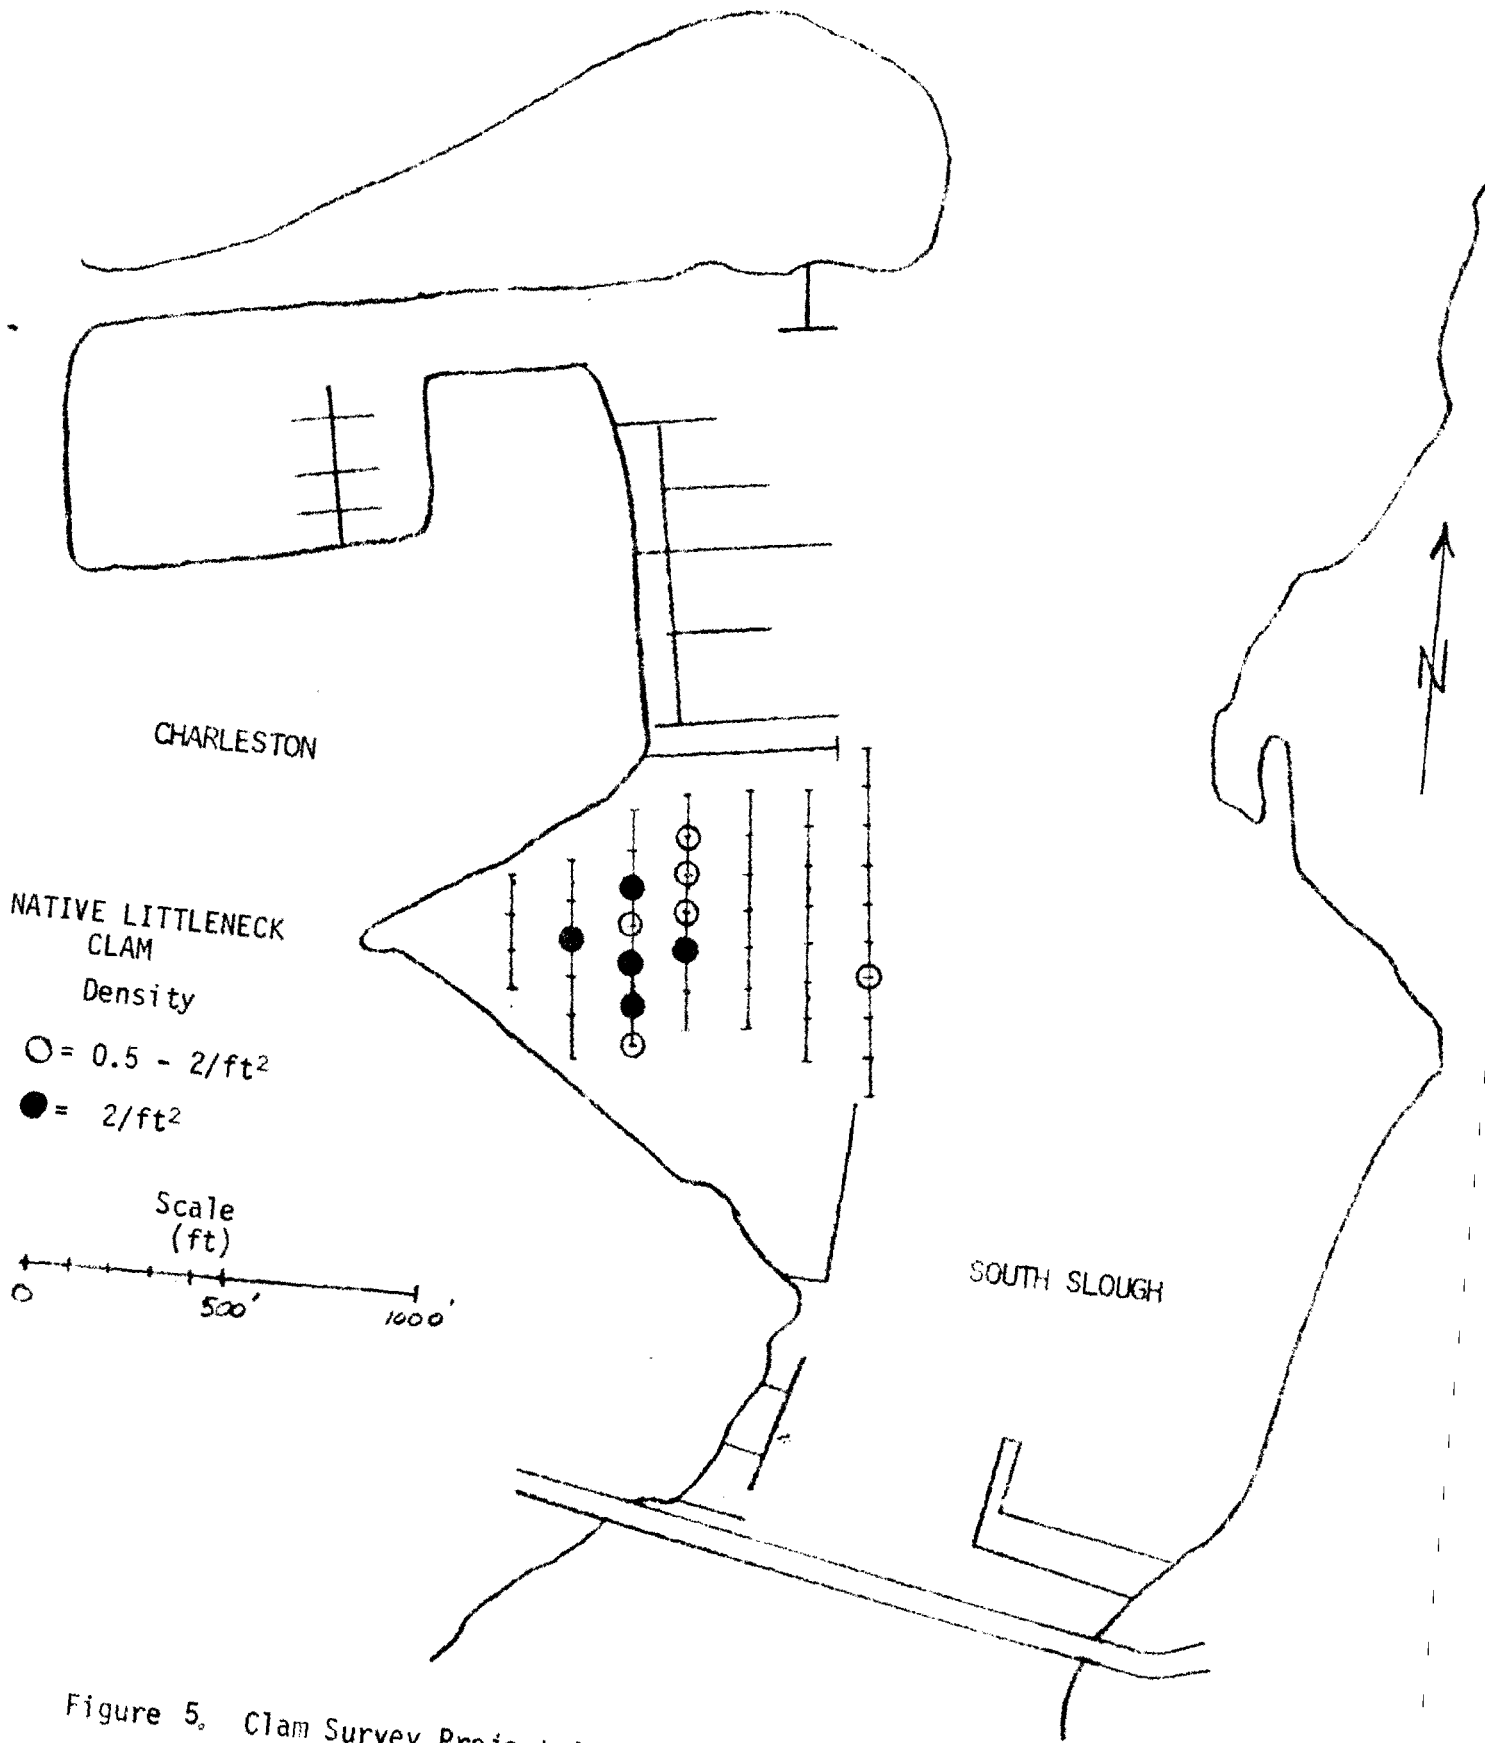 CHARLESTON
N
NATIVE LITTLENECK
CLAM
Density
O = 0.5 - 2/ft²
● = 2/ft²
Scale
(ft)
0 500' 1000'
SOUTH SLOUGH
Figure 5. Clam Survey